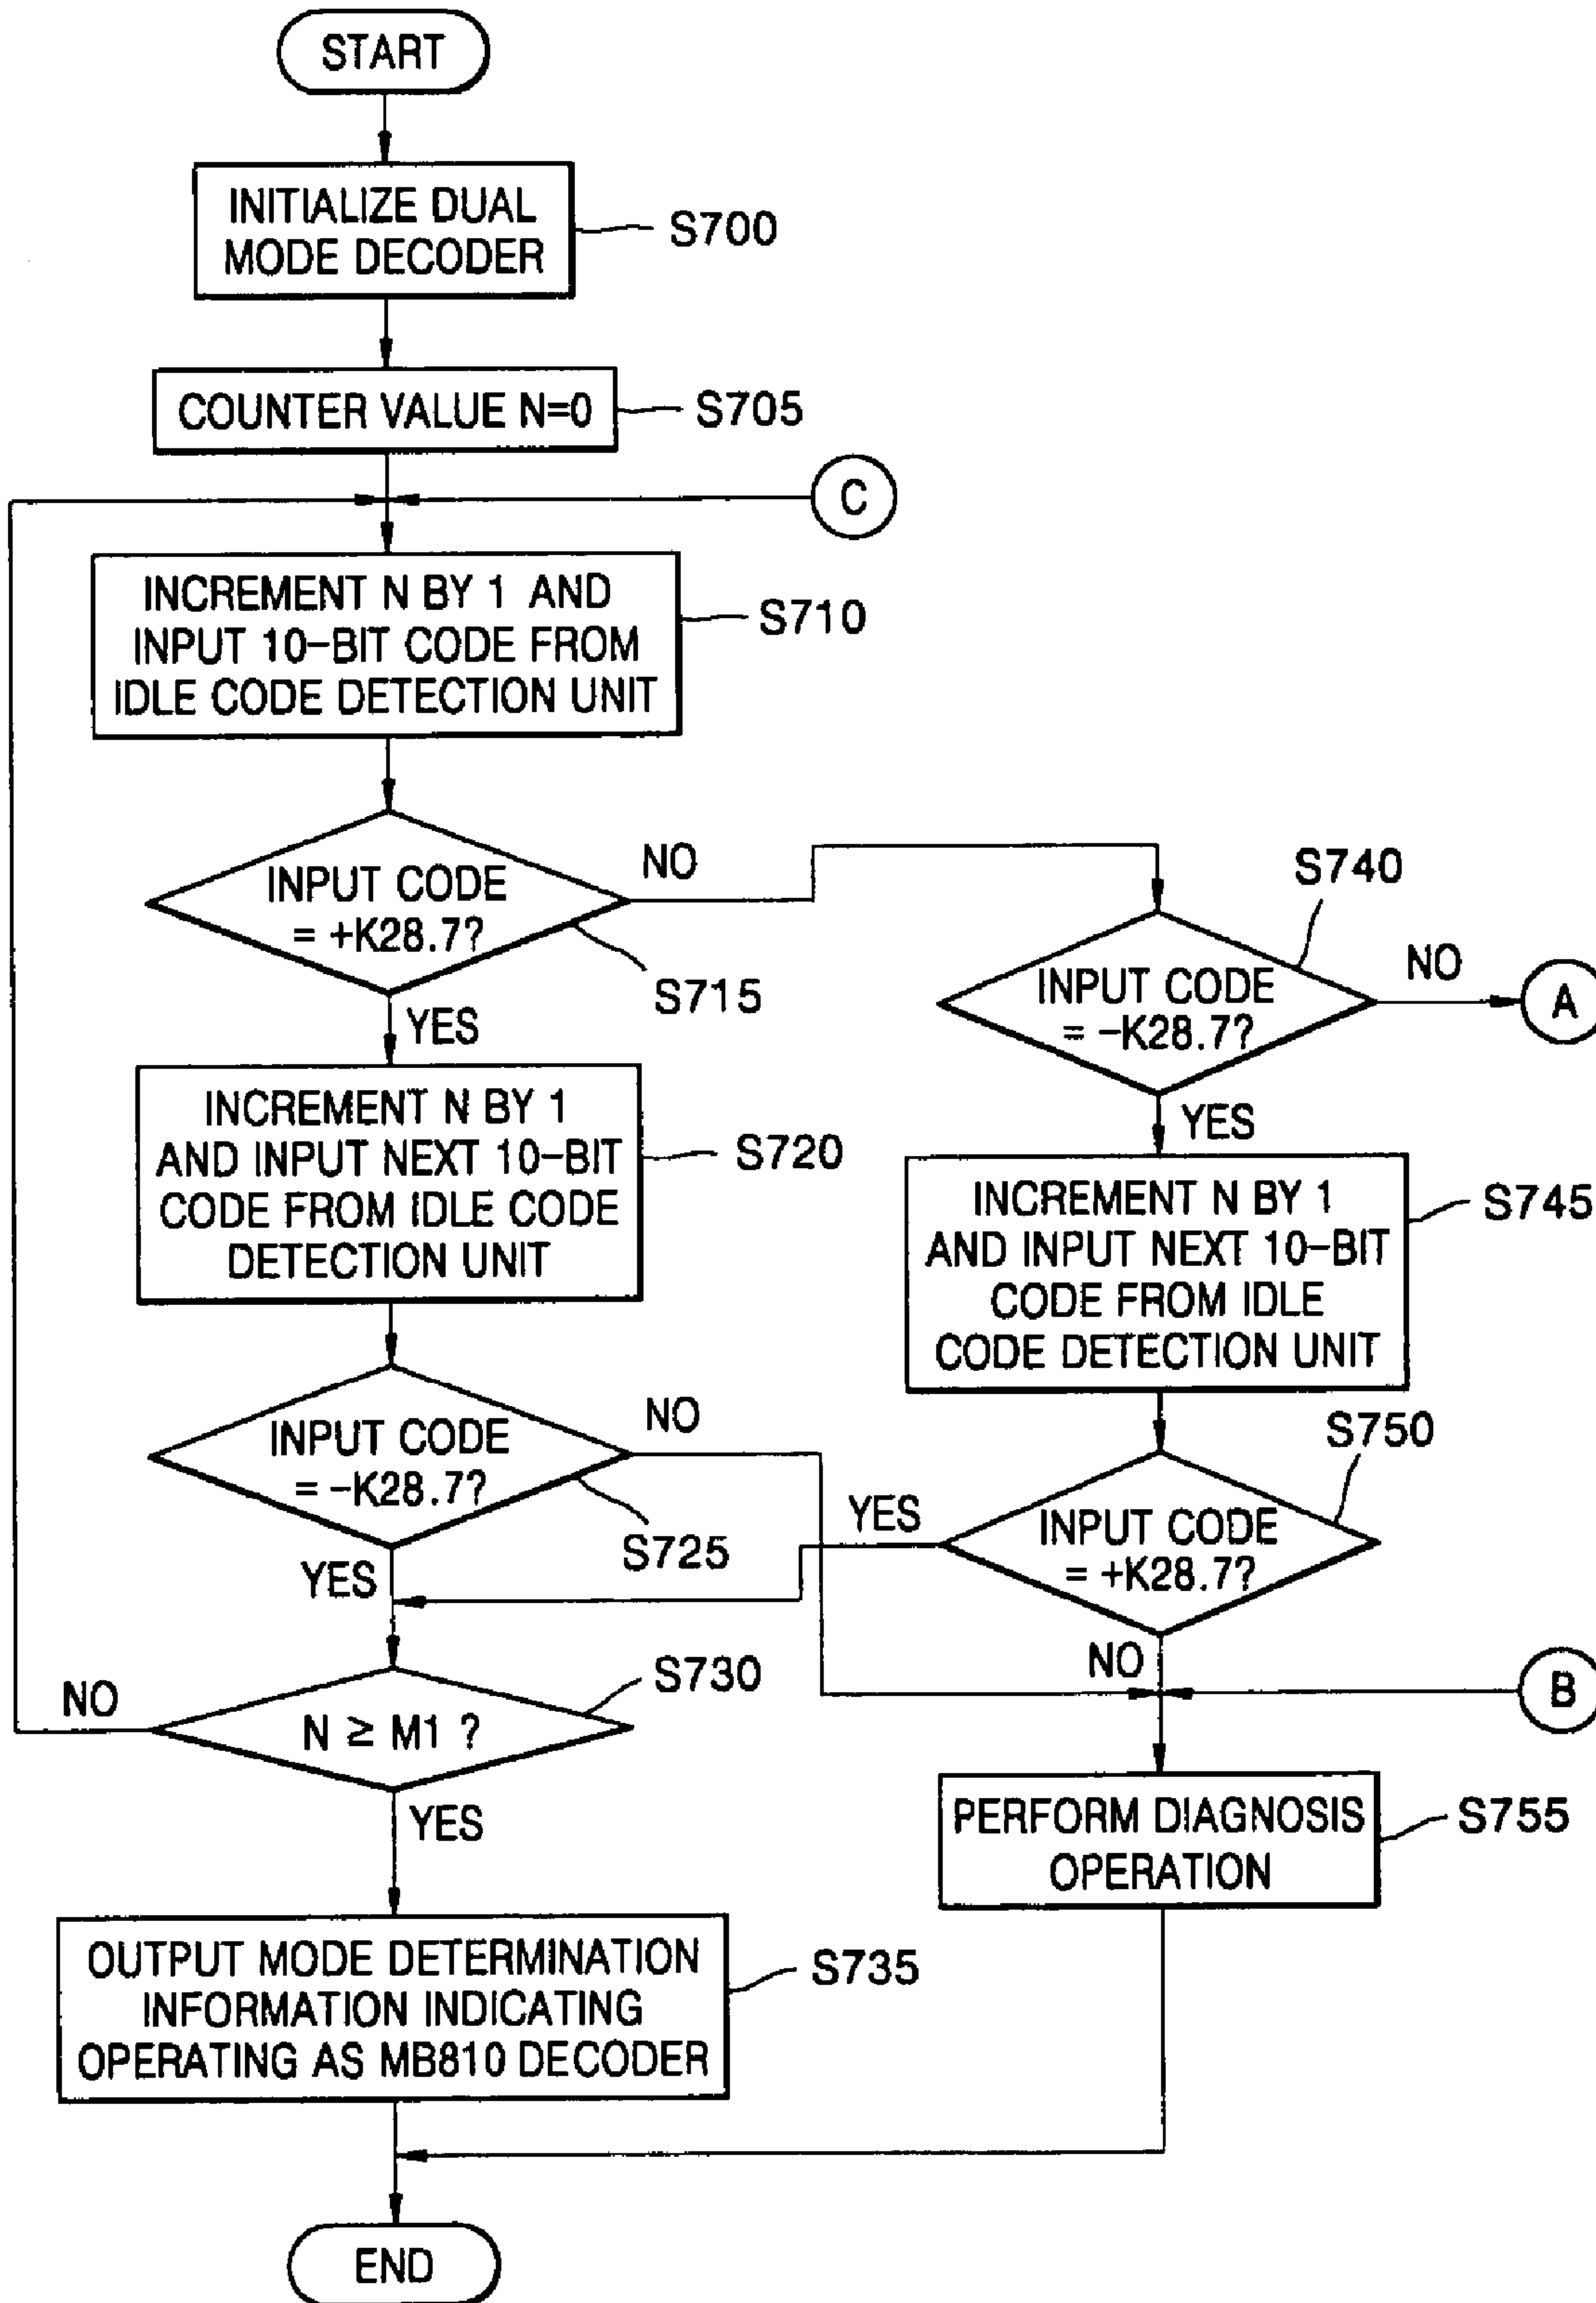 START
INITIALIZE DUAL
MODE DECODER
S700
COUNTER VALUE N=0
S705
C
INCREMENT N BY 1 AND
INPUT 10-BIT CODE FROM
IDLE CODE DETECTION UNIT
S710
INPUT CODE
= +K28.7?
NO
S715
YES
S740
INPUT CODE
= -K28.7?
NO
A
YES
INCREMENT N BY 1
AND INPUT NEXT 10-BIT
CODE FROM IDLE CODE
DETECTION UNIT
S720
INCREMENT N BY 1
AND INPUT NEXT 10-BIT
CODE FROM IDLE
CODE DETECTION UNIT
S745
INPUT CODE
= -K28.7?
NO
S725
YES
S750
INPUT CODE
= +K28.7?
YES
NO
B
N ≥ M1 ?
S730
NO
YES
PERFORM DIAGNOSIS
OPERATION
S755
OUTPUT MODE DETERMINATION
INFORMATION INDICATING
OPERATING AS MB810 DECODER
S735
END